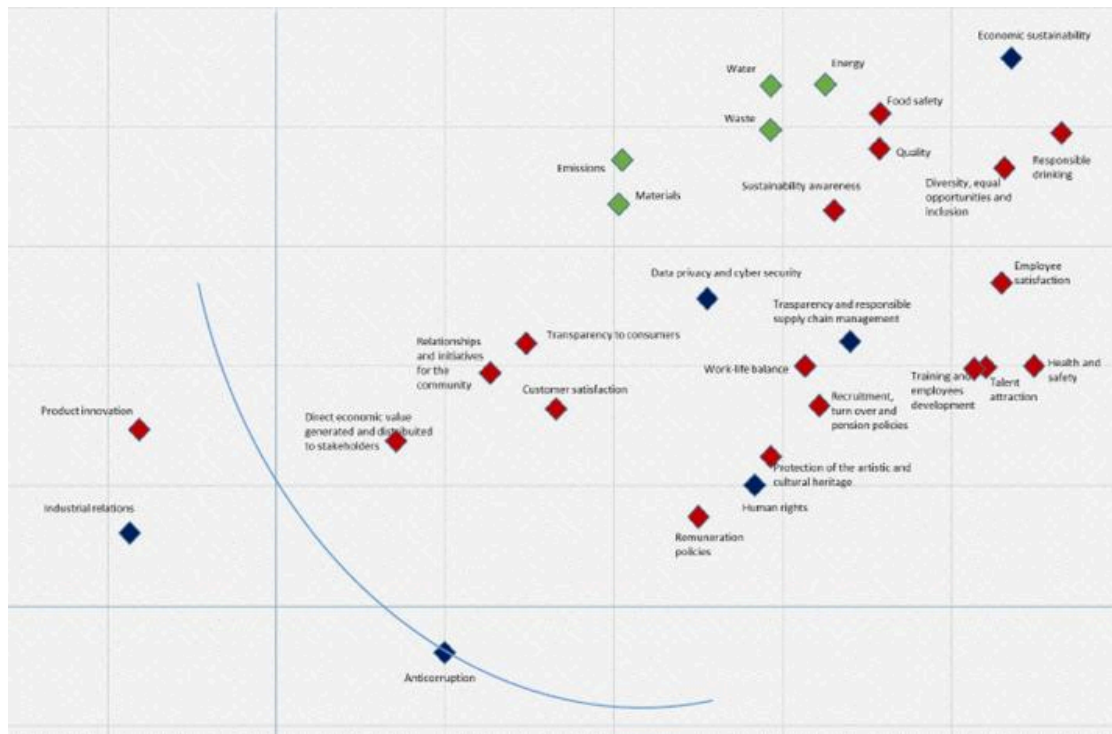 Economic sustainability
Water
Energy
Food safety
Waste
Quality
Responsible
drinking
Emissions
Diversity, equal
opportunities and
inclusion
Sustainability awareness
Materials
Data privacy and cyber security
Employee
satisfaction
Trasparency and responsible
supply chain management
Relationships
and initiatives
for the
community
Transparency to consumers
Work-life balance
Training and
employees
development
Talent
attraction
Health and
safety
Customer satisfaction
Recruitment,
turn over and
pension policies
Product innovation
Direct economic value
generated and distribuited
to stakeholders
Protection of the artistic and
cultural heritage
Industrial relations
Human rights
Remuneration
policies
Anticorruption